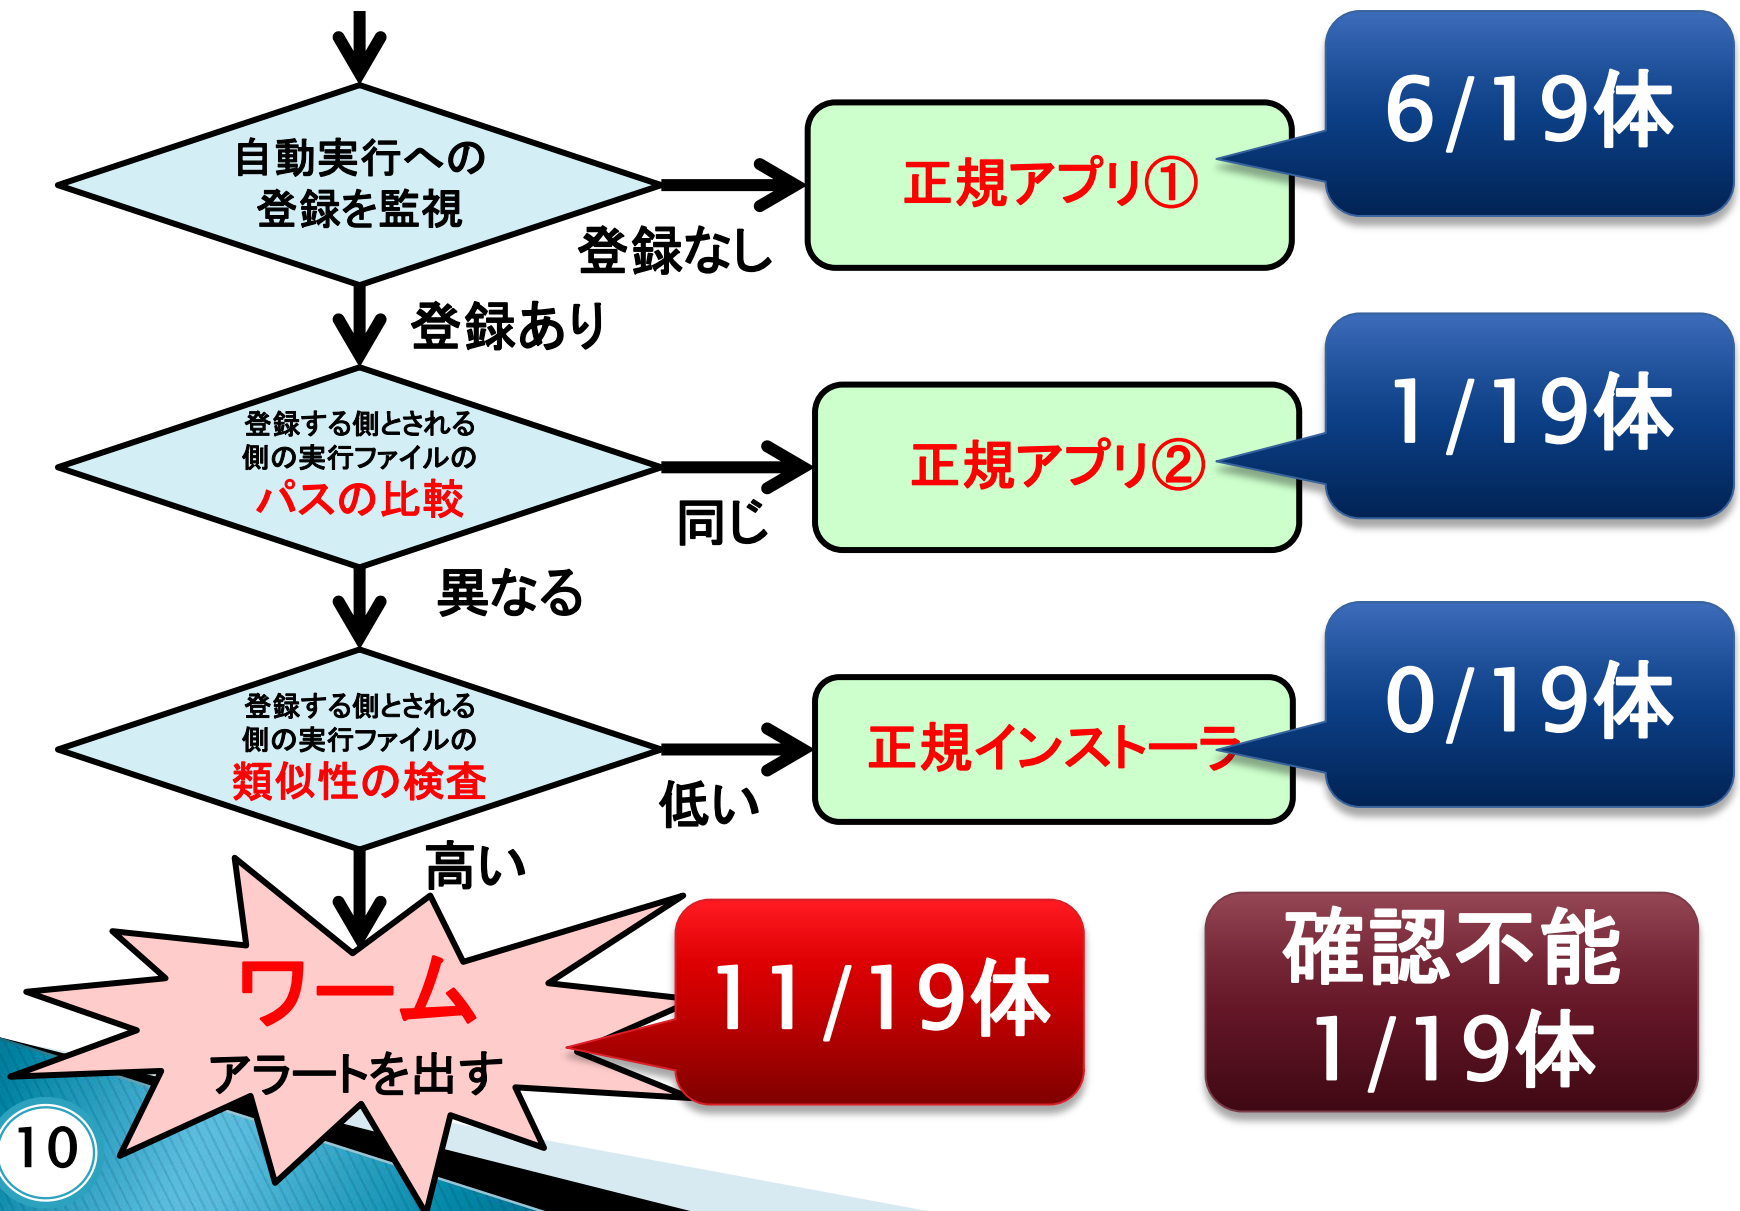 自動実行への
登録を監視
登録なし
正規アプリ①
6/19体
登録あり
登録する側とされる
側の実行ファイルの
パスの比較
同じ
正規アプリ②
1/19体
異なる
登録する側とされる
側の実行ファイルの
類似性の検査
低い
正規インストーラ
0/19体
高い
ワーム
アラートを出す
11/19体
確認不能
1/19体
10